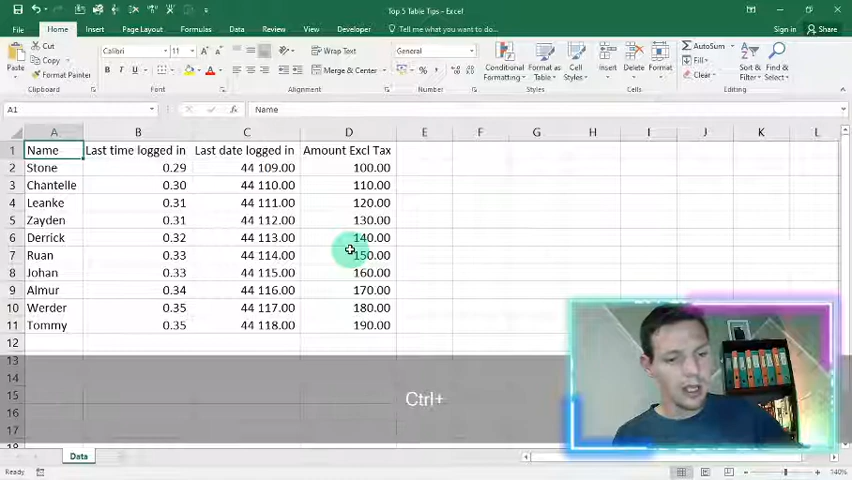 Top 5 Table Tips - Excel
Sign in
Share
File Home Insert Draw Page Layout Formulas Data Review View Developer Tell me what you want to do...
Cut
Copy
Format Painter
Paste
Clipboard
Calibri 11
B I U
Font
Wrap Text
Merge & Center
Alignment
General
Number
Conditional Formatting
Format as Table
Cell Styles
Styles
Insert Delete Format
Cells
AutoSum
Fill
Clear
Sort & Filter
Find & Select
Editing
A1 fx Name
A B C D E F G H I J K L
1 Name Last time logged in Last date logged in Amount Excl Tax
2 Stone 0.29 44 109.00 100.00
3 Chantelle 0.30 44 110.00 110.00
4 Leanke 0.31 44 111.00 120.00
5 Zayden 0.31 44 112.00 130.00
6 Derrick 0.32 44 113.00 140.00
7 Ruan 0.33 44 114.00 150.00
8 Johan 0.33 44 115.00 160.00
9 Almur 0.34 44 116.00 170.00
10 Werder 0.35 44 117.00 180.00
11 Tommy 0.35 44 118.00 190.00
12
13
14
Ctrl+
15
16
17
Data
Ready
140%